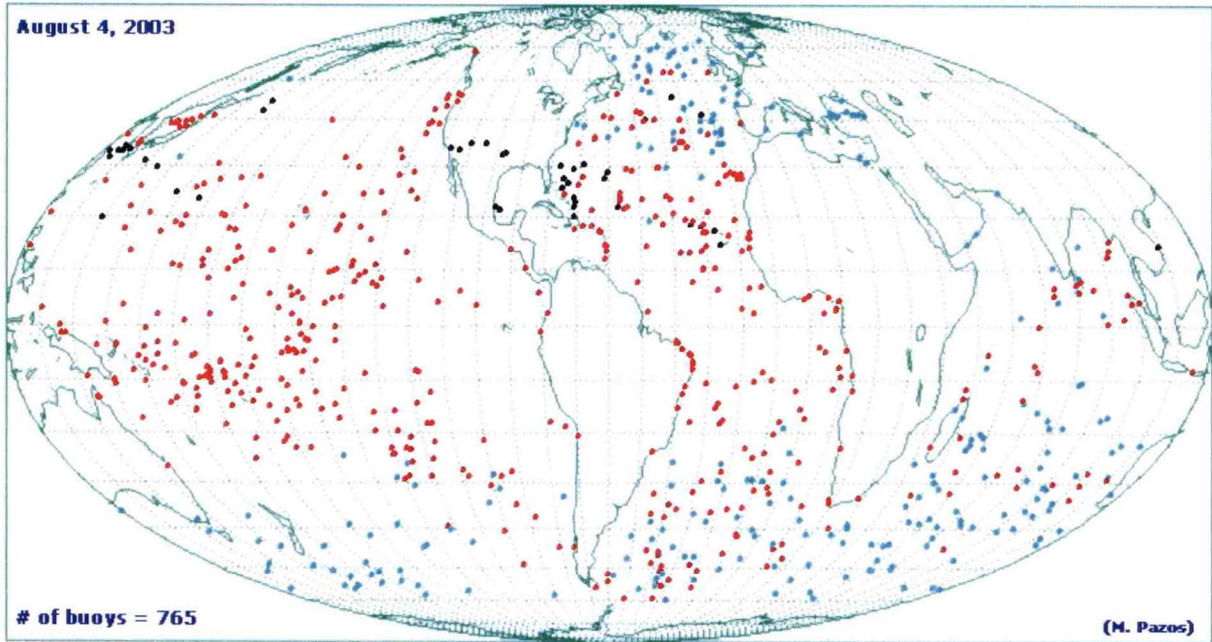 August 4, 2003
# of buoys = 765
(M. Pazos)